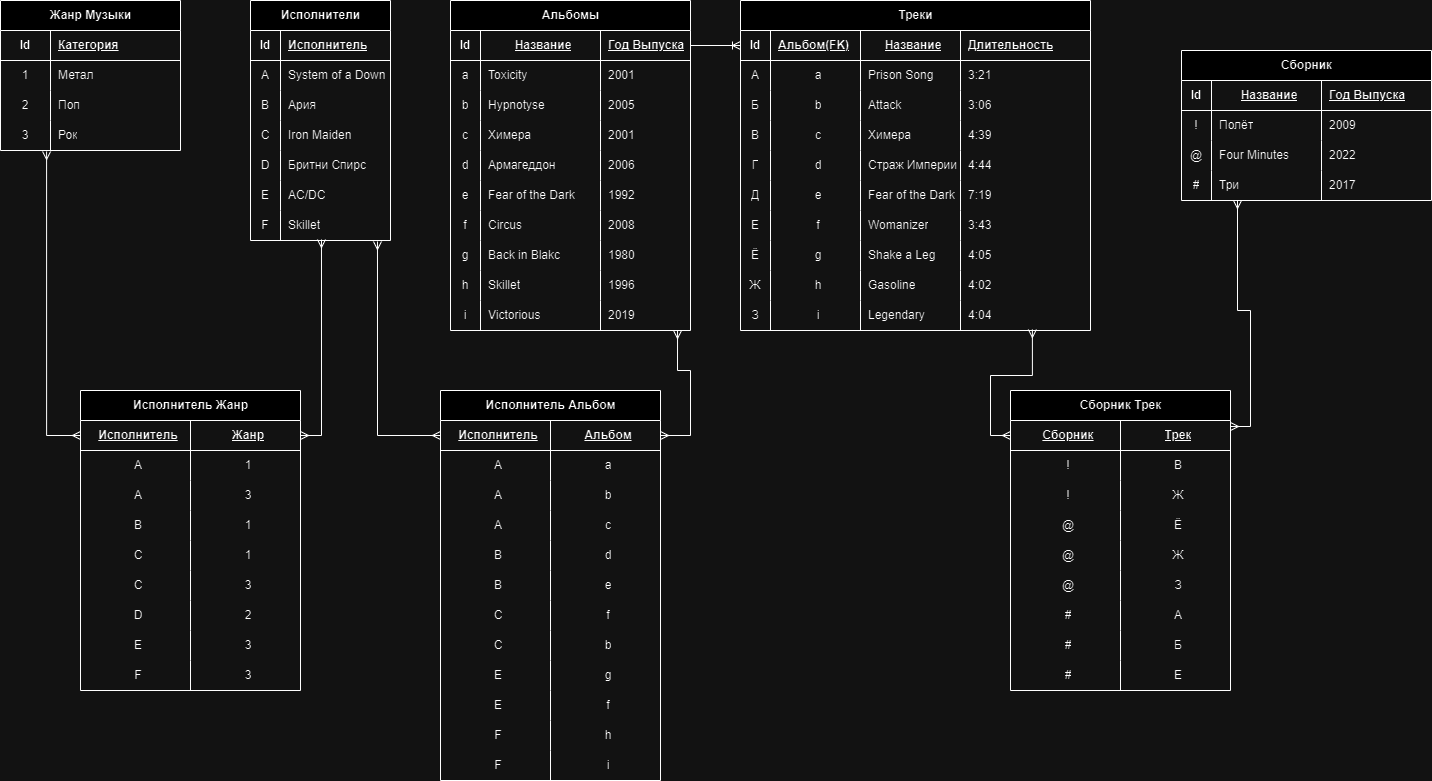 Жанр Музыки
Id Категория
1 Метал
2 Поп
3 Рок
Исполнители
Id Исполнитель
A System of a Down
B Ария
C Iron Maiden
D Бритни Спирс
E AC/DC
F Skillet
Альбомы
Id Название Год Выпуска
a Toxicity 2001
b Hypnotyse 2005
c Химера 2001
d Армагеддон 2006
e Fear of the Dark 1992
f Circus 2008
g Back in Blakc 1980
h Skillet 1996
i Victorious 2019
Треки
Id Альбом(FK) Название Длительность
А a Prison Song 3:21
Б b Attack 3:06
В c Химера 4:39
Г d Страж Империи 4:44
Д e Fear of the Dark 7:19
Е f Womanizer 3:43
Ё g Shake a Leg 4:05
Ж h Gasoline 4:02
З i Legendary 4:04
Сборник
Id Название Год Выпуска
! Полёт 2009
@ Four Minutes 2022
# Три 2017
Исполнитель Жанр
Исполнитель Жанр
A 1
A 3
B 1
C 1
C 3
D 2
E 3
F 3
Исполнитель Альбом
Исполнитель Альбом
A a
A b
A c
B d
B e
C f
C b
E g
E f
F h
F i
Сборник Трек
Сборник Трек
! В
! Ж
@ Ё
@ Ж
@ З
# А
# Б
# Е